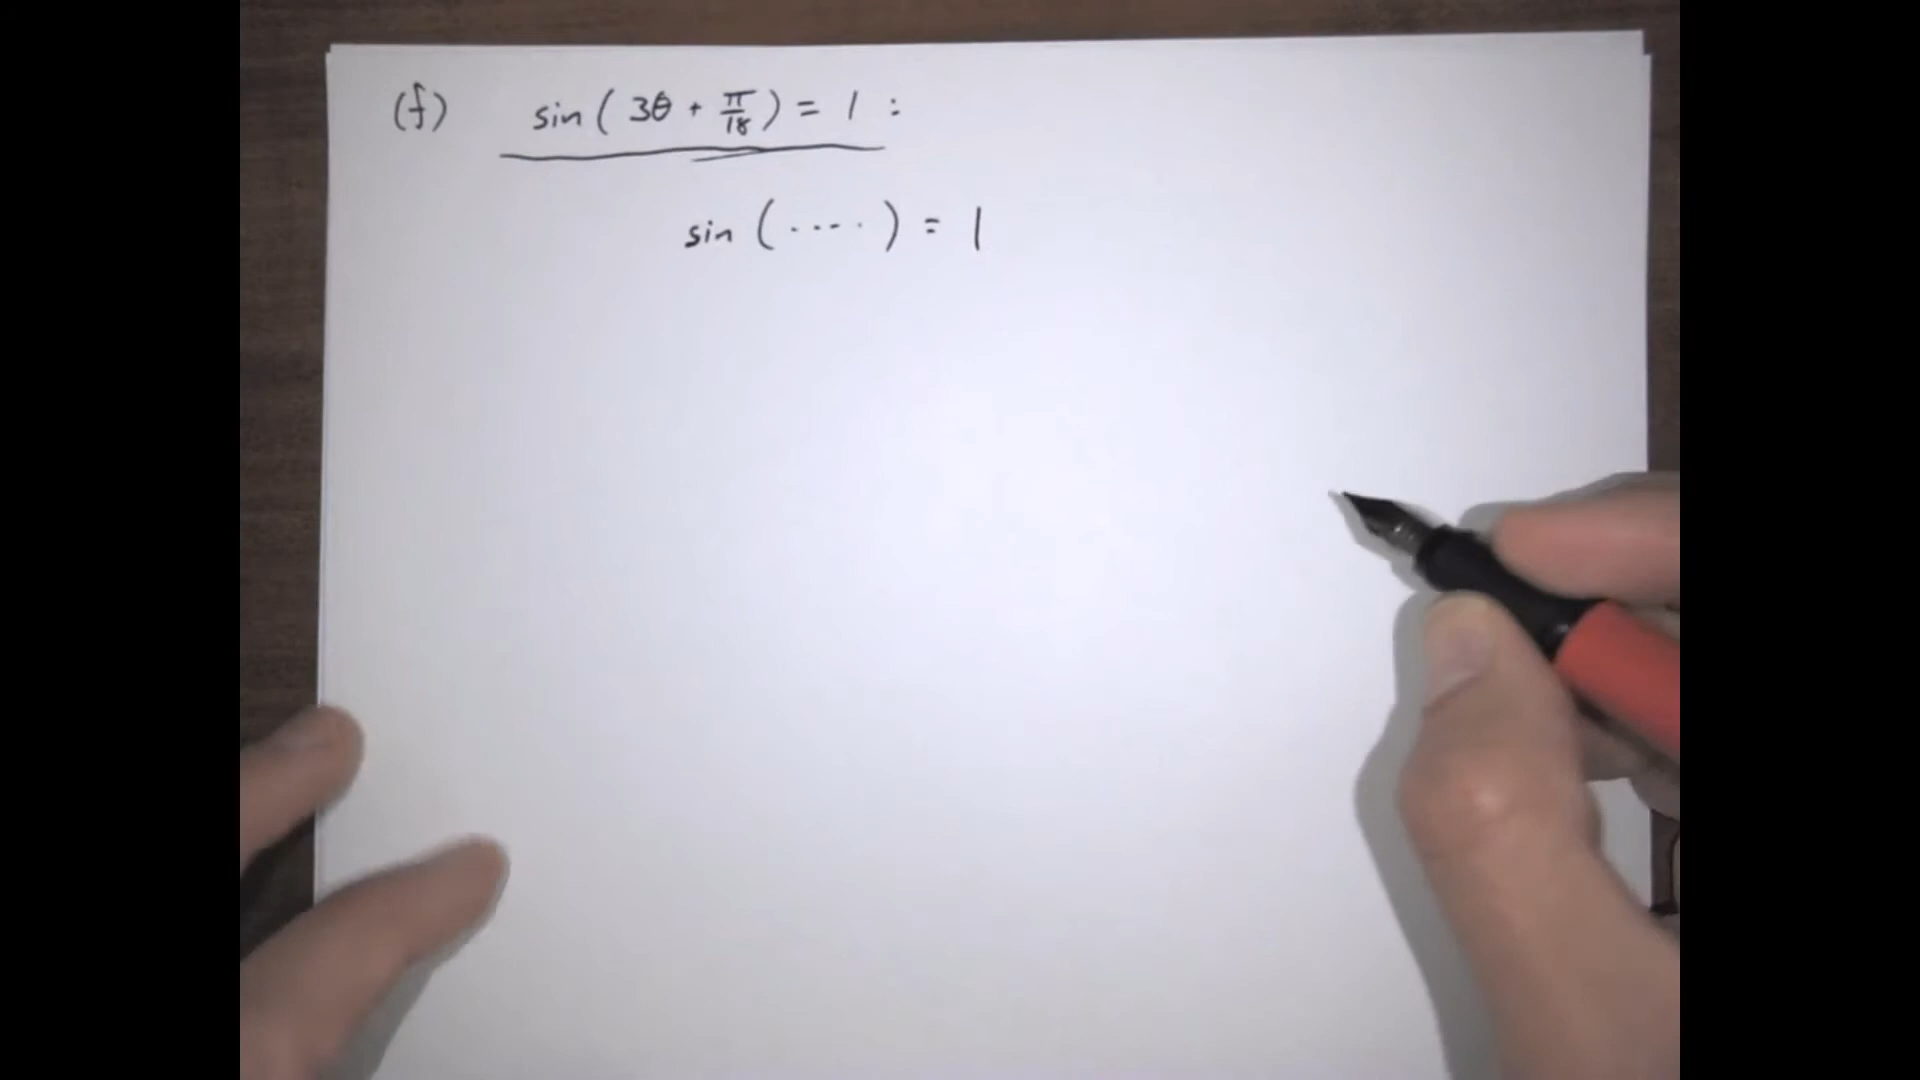 (f) sin( 3θ + π/18 ) = 1 :
sin ( ..... ) = 1